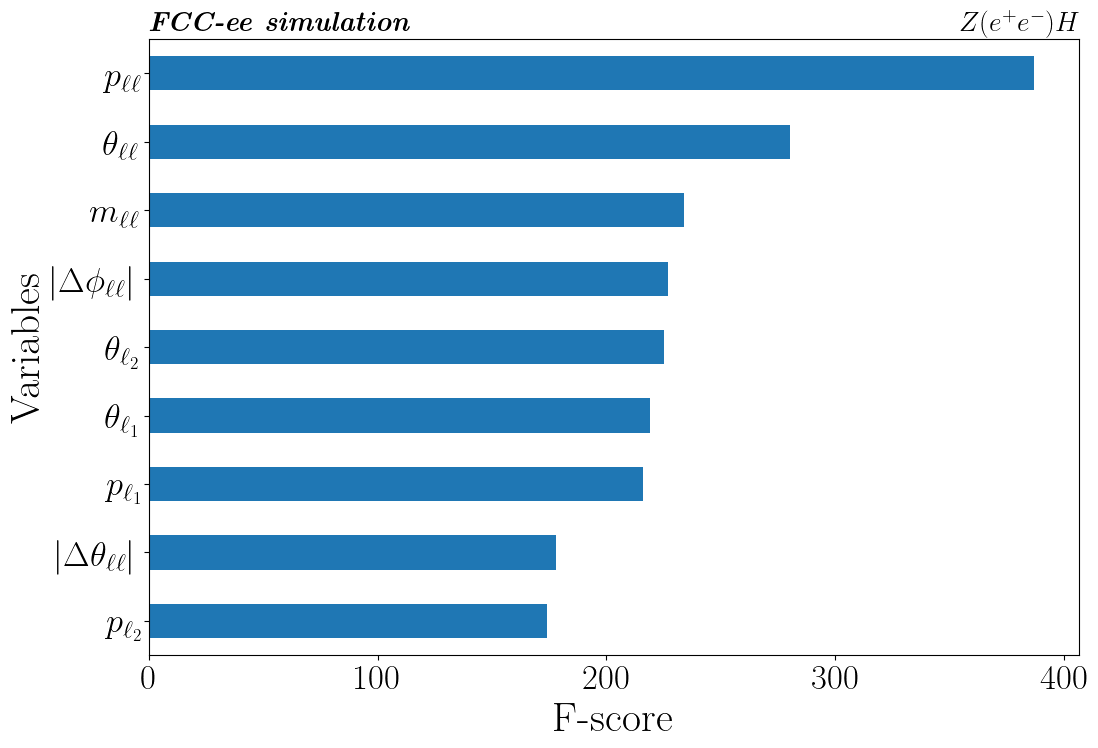 FCC-ee simulation
Z(e⁺e⁻)H
Variables
p_ℓℓ
θ_ℓℓ
m_ℓℓ
|Δϕ_ℓℓ|
θ_ℓ₂
θ_ℓ₁
p_ℓ₁
|Δθ_ℓℓ|
p_ℓ₂
0 100 200 300 400
F-score